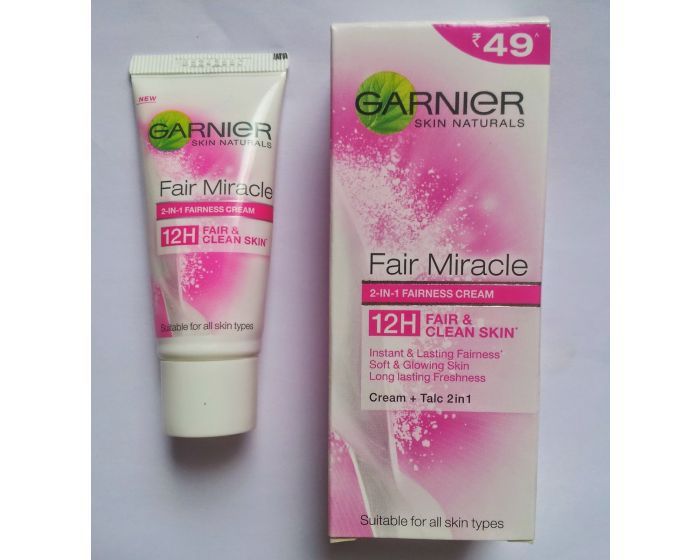 NEW
GARNIER
SKIN NATURALS
Fair Miracle
2-IN-1 FAIRNESS CREAM
12H FAIR &
CLEAN SKIN*
Suitable for all skin types
₹49^
GARNIER
SKIN NATURALS
Fair Miracle
2-IN-1 FAIRNESS CREAM
12H FAIR &
CLEAN SKIN*
Instant & Lasting Fairness*
Soft & Glowing Skin
Long lasting Freshness
Cream + Talc 2in1
Suitable for all skin types